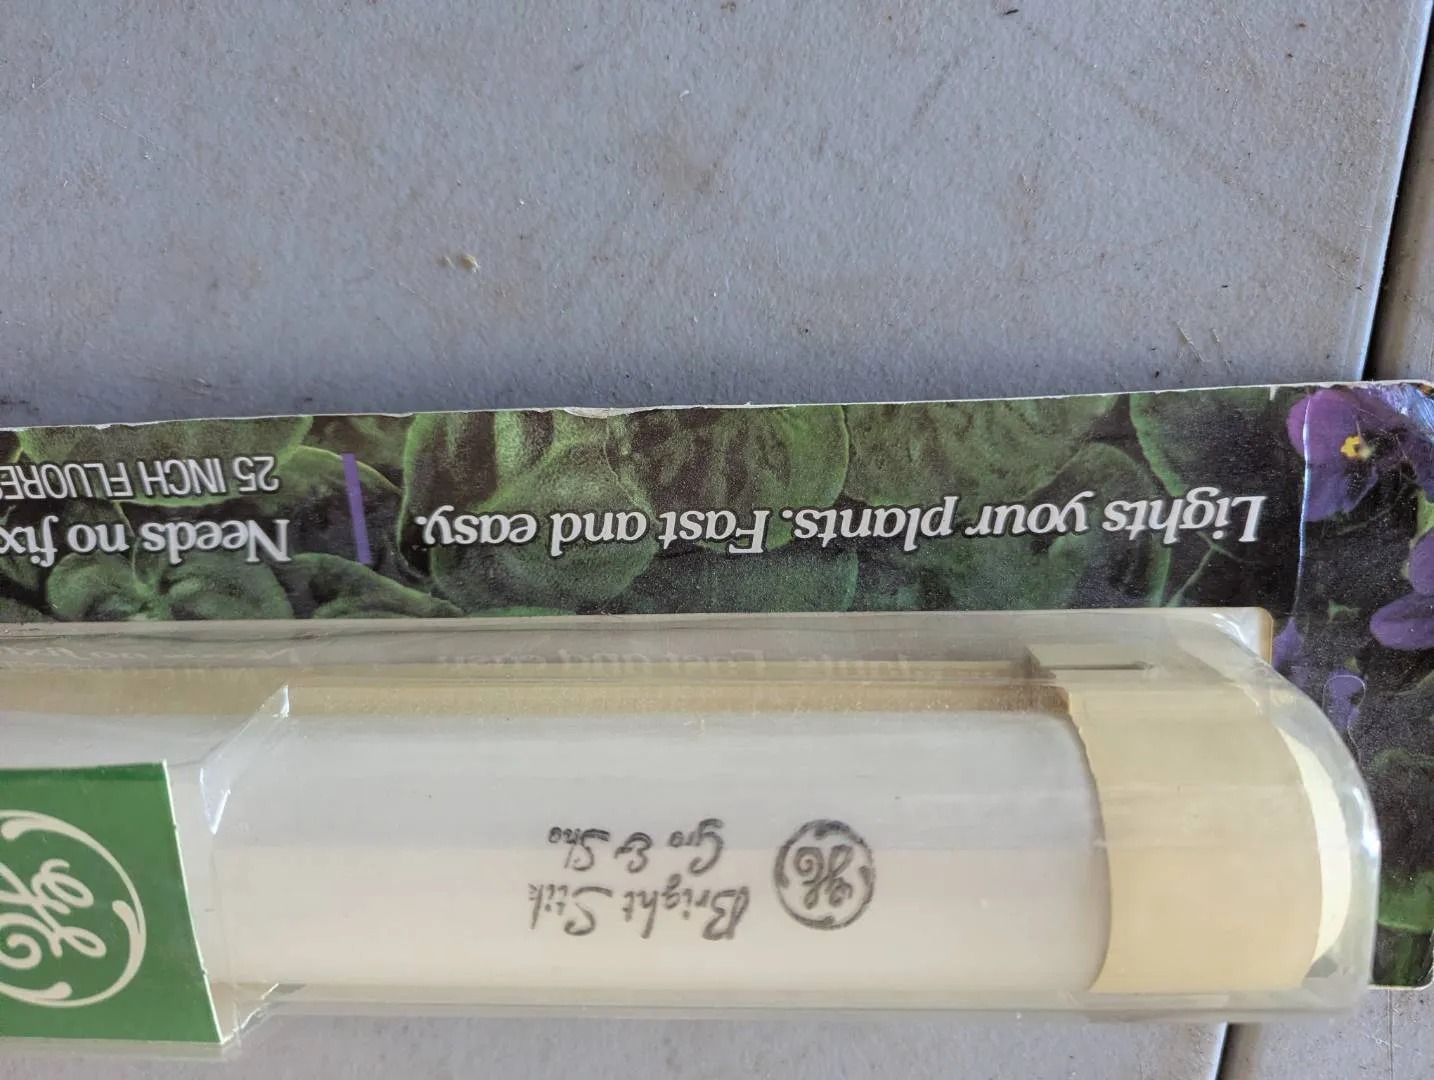 Lights your plants. Fast and easy.
Needs no fix
25 INCH FLUORE
GE
Bright Stik
Gro & Sho
GE